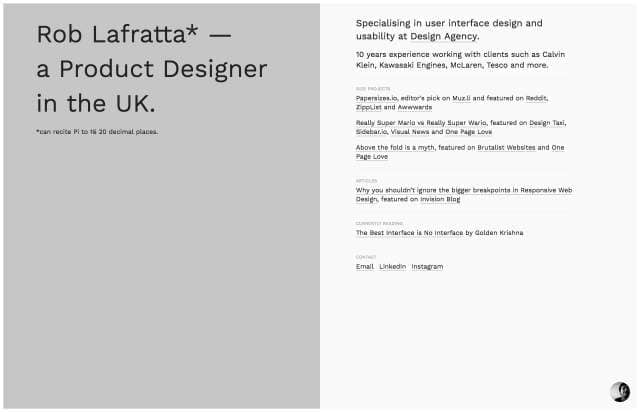 Rob Lafratta* —
a Product Designer
in the UK.
*can recite Pi to 16 20 decimal places.
Specialising in user interface design and
usability at Design Agency.
10 years experience working with clients such as Calvin
Klein, Kawasaki Engines, McLaren, Tesco and more.
SIDE PROJECTS
Papersizes.io, editor's pick on Muz.li and featured on Reddit,
ZippList and Awwwards
Really Super Mario vs Really Super Wario, featured on Design Taxi,
Sidebar.io, Visual News and One Page Love
Above the fold is a myth, featured on Brutalist Websites and One
Page Love
ARTICLES
Why you shouldn't ignore the bigger breakpoints in Responsive Web
Design, featured on Invision Blog
CURRENTLY READING
The Best Interface is No Interface by Golden Krishna
CONTACT
Email LinkedIn Instagram